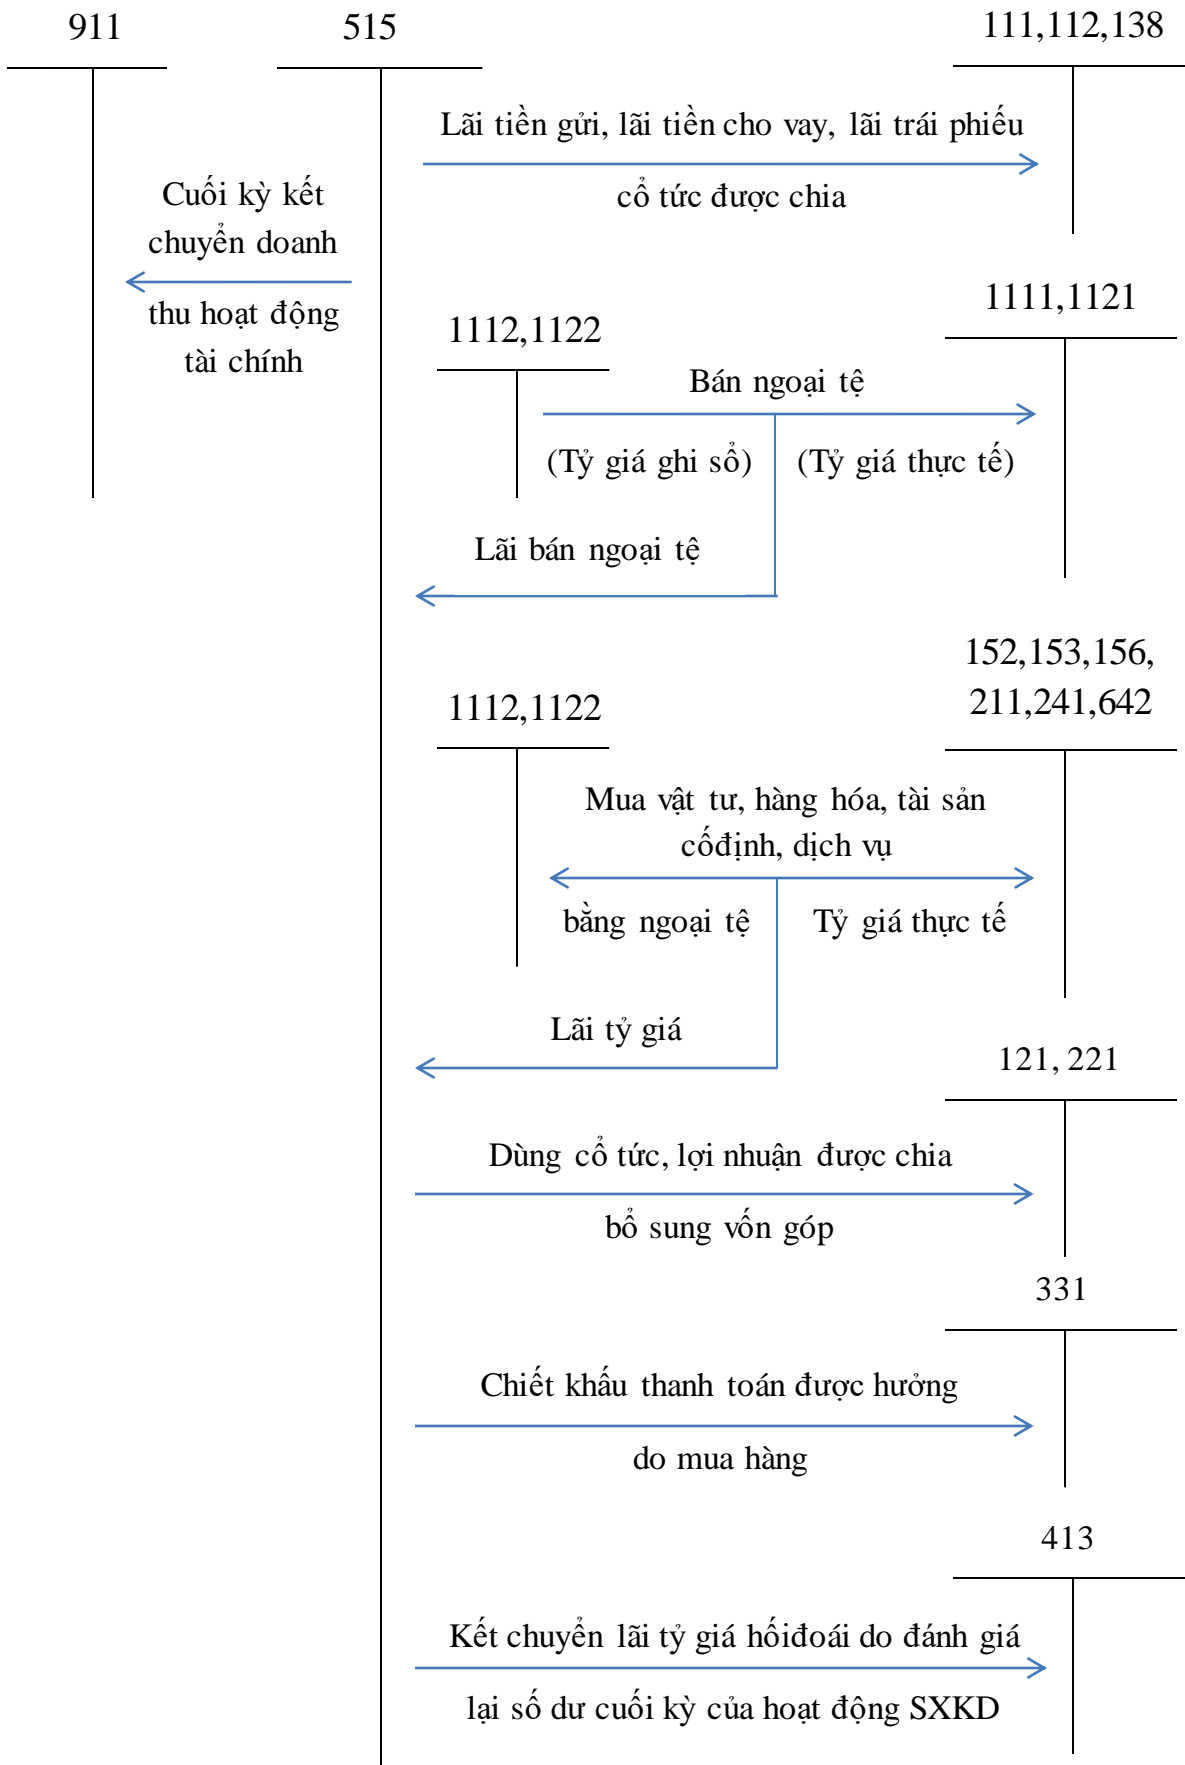 911
515
111,112,138
Lãi tiền gửi, lãi tiền cho vay, lãi trái phiếu
cổ tức được chia
Cuối kỳ kết
chuyển doanh
thu hoạt động
tài chính
1112,1122
1111,1121
Bán ngoại tệ
(Tỷ giá ghi sổ)
(Tỷ giá thực tế)
Lãi bán ngoại tệ
1112,1122
152,153,156,
211,241,642
Mua vật tư, hàng hóa, tài sản
cốđịnh, dịch vụ
bằng ngoại tệ
Tỷ giá thực tế
Lãi tỷ giá
121, 221
Dùng cổ tức, lợi nhuận được chia
bổ sung vốn góp
331
Chiết khấu thanh toán được hưởng
do mua hàng
413
Kết chuyển lãi tỷ giá hốiđoái do đánh giá
lại số dư cuối kỳ của hoạt động SXKD